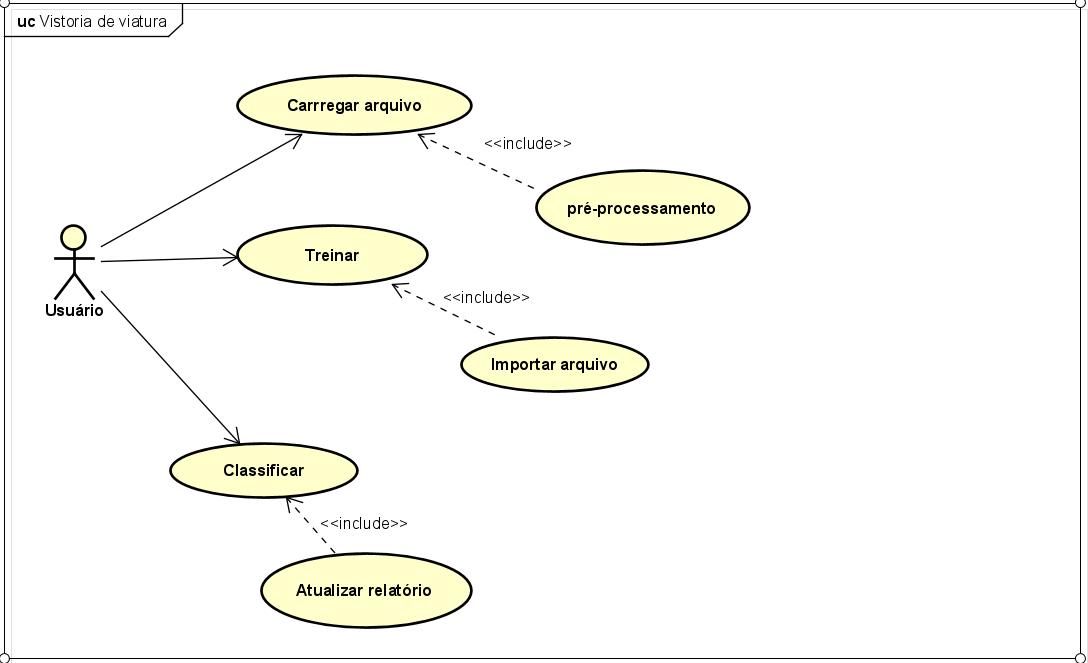 uc Vistoria de viatura
Carrregar arquivo
<<include>>
pré-processamento
Treinar
<<include>>
Usuário
Importar arquivo
Classificar
<<include>>
Atualizar relatório